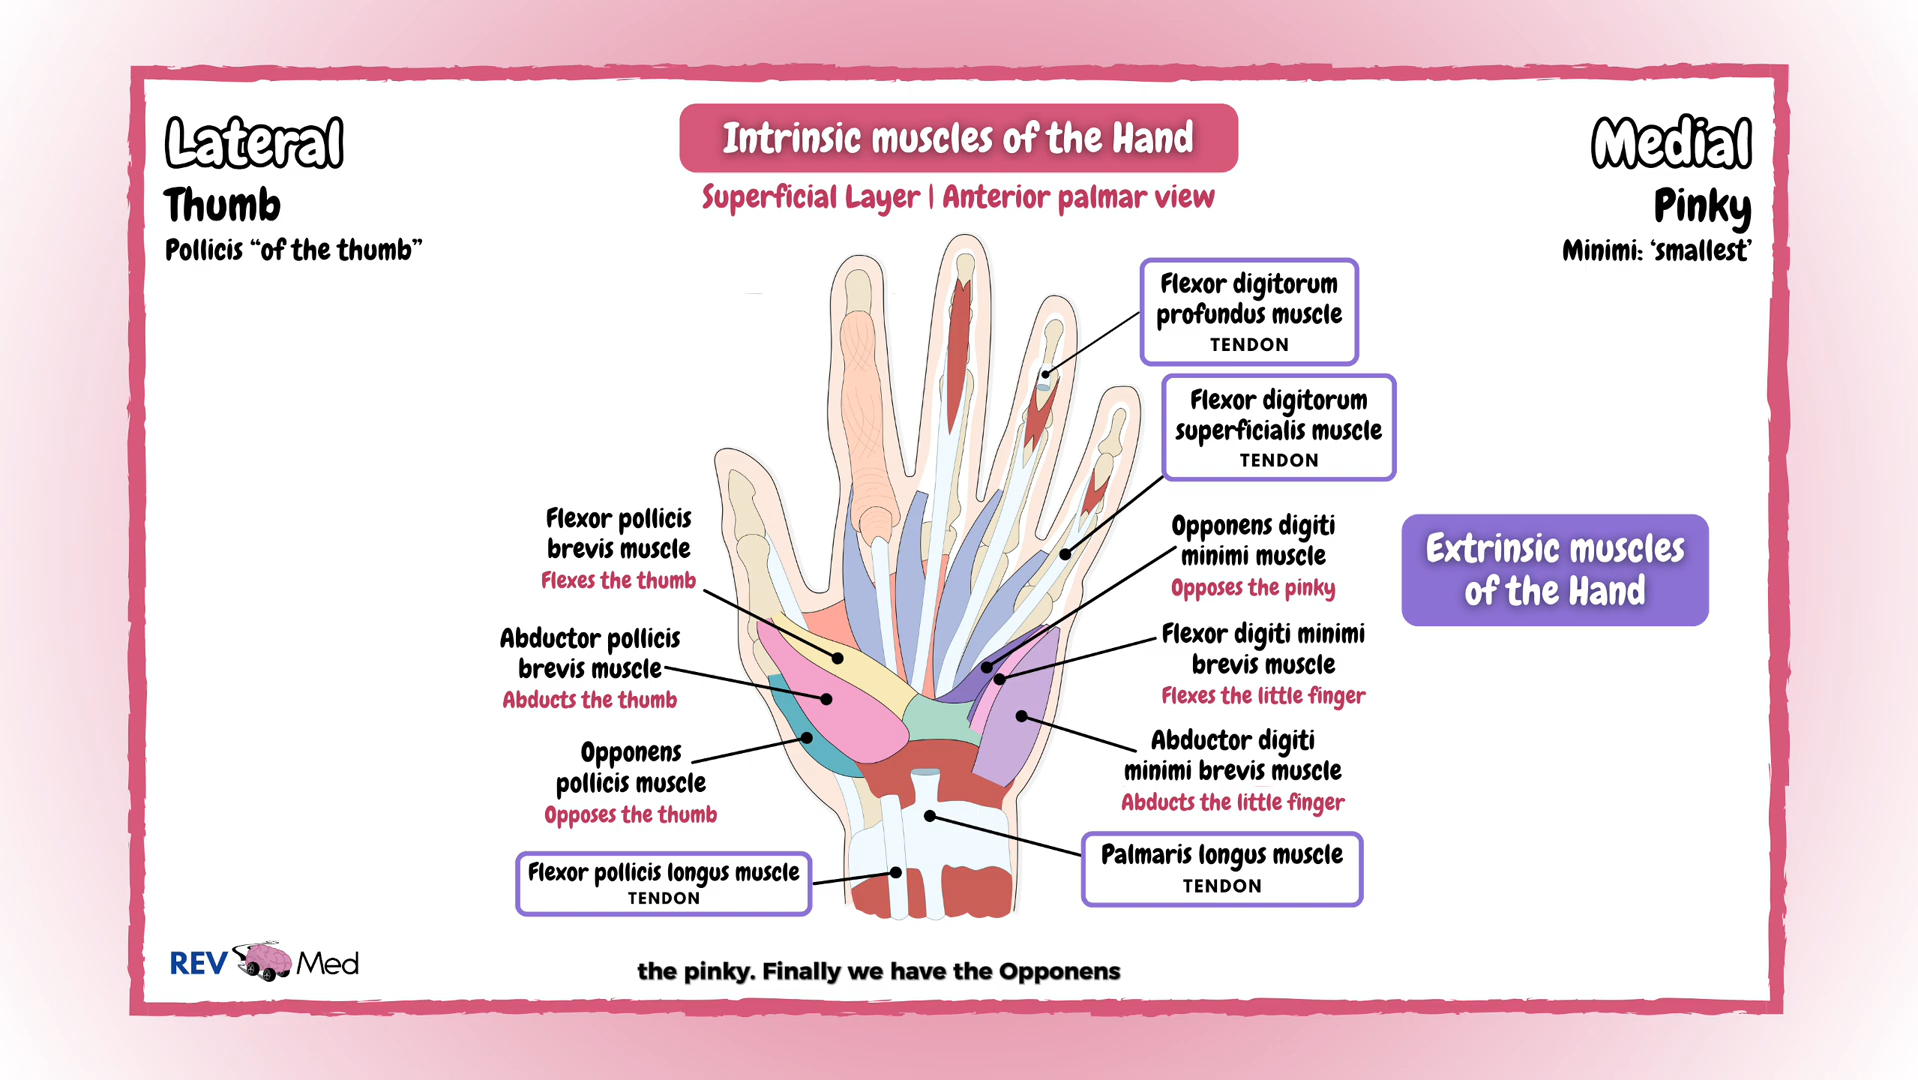 Lateral
Thumb
Pollicis “of the thumb”
Intrinsic muscles of the Hand
Superficial Layer | Anterior palmar view
Medial
Pinky
Minimi: ‘smallest’
Flexor digitorum
profundus muscle
TENDON
Flexor digitorum
superficialis muscle
TENDON
Flexor pollicis
brevis muscle
Flexes the thumb
Abductor pollicis
brevis muscle
Abducts the thumb
Opponens
pollicis muscle
Opposes the thumb
Flexor pollicis longus muscle
TENDON
Opponens digiti
minimi muscle
Opposes the pinky
Flexor digiti minimi
brevis muscle
Flexes the little finger
Abductor digiti
minimi brevis muscle
Abducts the little finger
Palmaris longus muscle
TENDON
Extrinsic muscles
of the Hand
REV Med
the pinky. Finally we have the Opponens